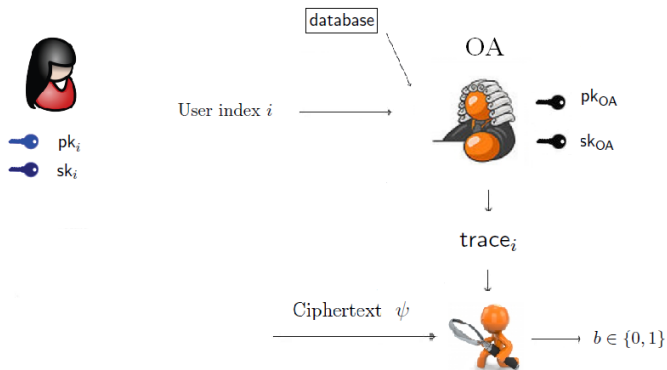 database
OA
User index i
pk_OA
pk_i
sk_OA
sk_i
trace_i
Ciphertext ψ
b ∈ {0, 1}